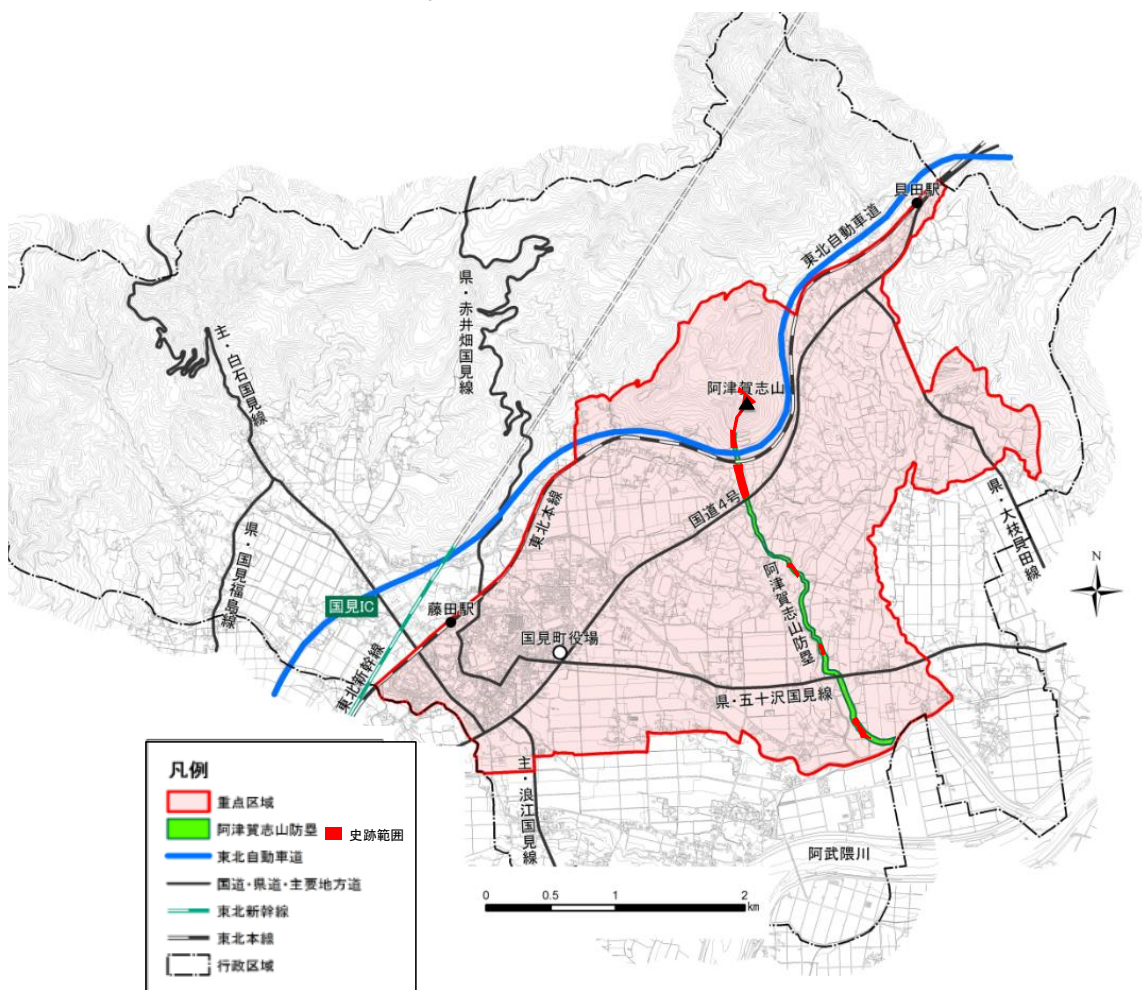 貝田駅
東北自動車道
県・赤井畑国見線
主・白石国見線
阿津賀志山
国道4号
東北本線
県・大枝貝田線
N
県・国見福島線
国見IC
藤田駅
阿津賀志山防塁
国見町役場
東北新幹線
県・五十沢国見線
主・浪江国見線
阿武隈川
0 0.5 1 2
km
凡例
重点区域
阿津賀志山防塁 史跡範囲
東北自動車道
国道・県道・主要地方道
東北新幹線
東北本線
行政区域